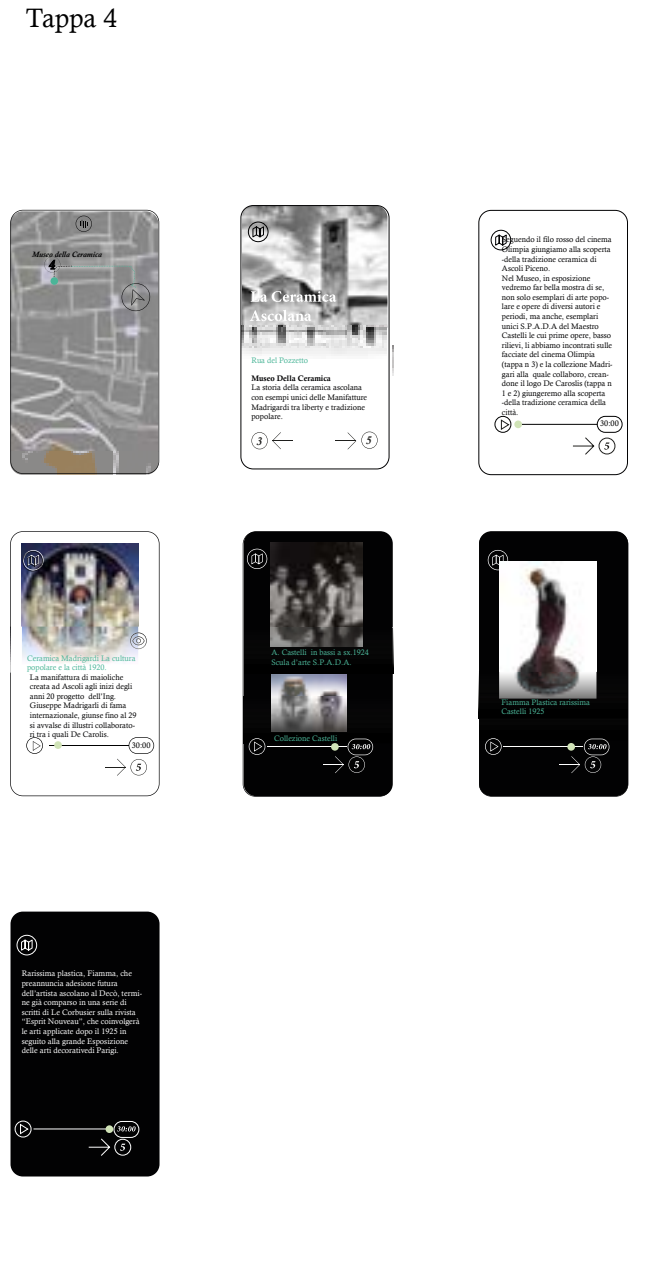 Tappa 4
Museo della Ceramica
4
La Ceramica
Ascolana
Rua del Pozzetto
Museo Della Ceramica
La storia della ceramica ascolana
con esempi unici delle Manifatture
Madrigardi tra liberty e tradizione
popolare.
3
5
eguendo il filo rosso del cinema
Olimpia giungiamo alla scoperta
-della tradizione ceramica di
Ascoli Piceno.
Nel Museo, in esposizione
vedremo far bella mostra di se,
non solo esemplari di arte popo-
lare e opere di diversi autori e
periodi, ma anche, esemplari
unici S.P.A.D.A del Maestro
Castelli le cui prime opere, basso
rilievi, li abbiamo incontrati sulle
facciate del cinema Olimpia
(tappa n 3) e la collezione Madri-
gari alla quale collaboro, crean-
done il logo De Caroslis (tappa n
1 e 2) giungeremo alla scoperta
-della tradizione ceramica della
città.
30:00
5
Ceramica Madrigardi La cultura
popolare e la città 1920.
La manifattura di maioliche
creata ad Ascoli agli inizi degli
anni 20 progetto dell'Ing.
Giuseppe Madrigarli di fama
internazionale, giunse fino al 29
si avvalse di illustri collaborato-
ri tra i quali De Carolis.
30:00
5
A. Castelli in bassi a sx.1924
Scula d'arte S.P.A.D.A.
Collezione Castelli
30:00
5
Fiamma Plastica rarissima
Castelli 1925
30:00
5
Rarissima plastica, Fiamma, che
preannuncia adesione futura
dell'artista ascolano al Decò, termi-
ne già comparso in una serie di
scritti di Le Corbusier sulla rivista
"Esprit Nouveau", che coinvolgerà
le arti applicate dopo il 1925 in
seguito alla grande Esposizione
delle arti decorativedi Parigi.
30:00
5